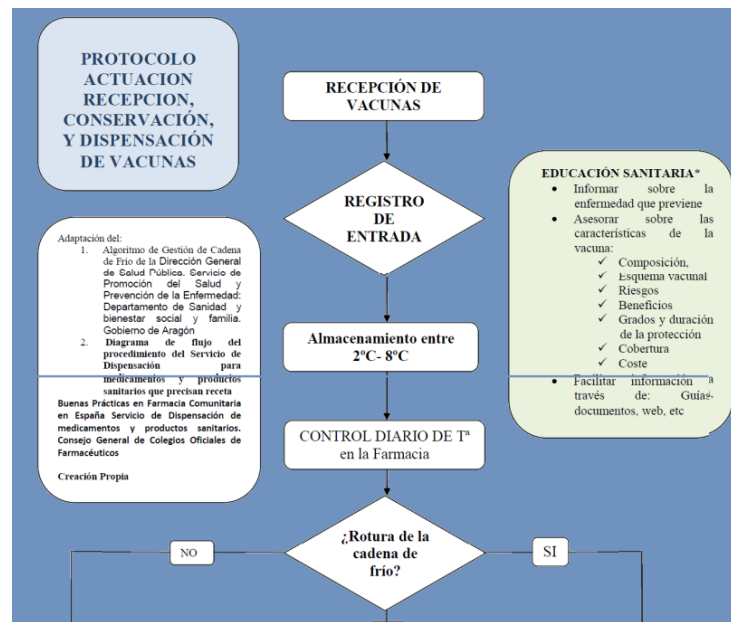 PROTOCOLO
ACTUACION
RECEPCION,
CONSERVACIÓN,
Y DISPENSACIÓN
DE VACUNAS
RECEPCIÓN DE
VACUNAS
REGISTRO
DE
ENTRADA
EDUCACIÓN SANITARIA*
• Informar sobre la
enfermedad que previene
• Asesorar sobre las
características de la
vacuna:
✓ Composición,
✓ Esquema vacunal
✓ Riesgos
✓ Beneficios
✓ Grados y duración
de la protección
✓ Cobertura
✓ Coste
• Facilitar información a
través de: Guías-
documentos, web, etc
Adaptación del:
1. Algoritmo de Gestión de Cadena
de Frio de la Dirección General
de Salud Pública. Servicio de
Promoción del Salud y
Prevención de la Enfermedad:
Departamento de Sanidad y
bienestar social y familia.
Gobierno de Aragón
2. Diagrama de flujo del
procedimiento del Servicio de
Dispensación para
medicamentos y productos
sanitarios que precisan receta
Buenas Prácticas en Farmacia Comunitaria
en España Servicio de Dispensación de
medicamentos y productos sanitarios.
Consejo General de Colegios Oficiales de
Farmacéuticos
Creación Propia
Almacenamiento entre
2ºC- 8ºC
CONTROL DIARIO DE Tª
en la Farmacia
¿Rotura de la
cadena de
frío?
NO
SI